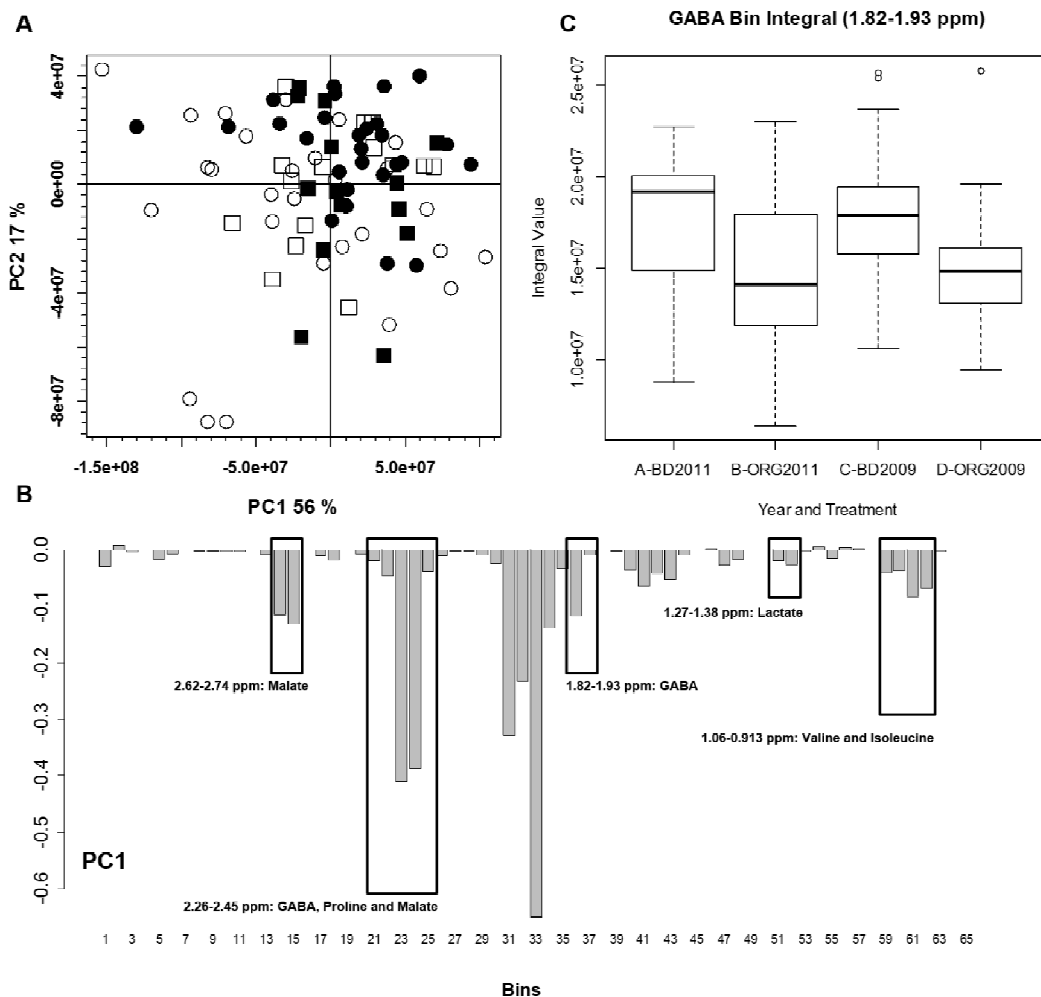 A
4e+07
0e+00
-4e+07
-8e+07
PC2 17 %
-1.5e+08
-5.0e+07
5.0e+07
PC1 56 %
C
GABA Bin Integral (1.82-1.93 ppm)
2.5e+07
2.0e+07
1.5e+07
1.0e+07
Integral Value
A-BD2011
B-ORG2011
C-BD2009
D-ORG2009
Year and Treatment
B
0.0
-0.1
-0.2
-0.3
-0.4
-0.5
-0.6
1.27-1.38 ppm: Lactate
2.62-2.74 ppm: Malate
1.82-1.93 ppm: GABA
1.06-0.913 ppm: Valine and Isoleucine
PC1
2.26-2.45 ppm: GABA, Proline and Malate
1 3 5 7 9 11 13 15 17 19 21 23 25 27 29 31 33 35 37 39 41 43 45 47 49 51 53 55 57 59 61 63 65
Bins